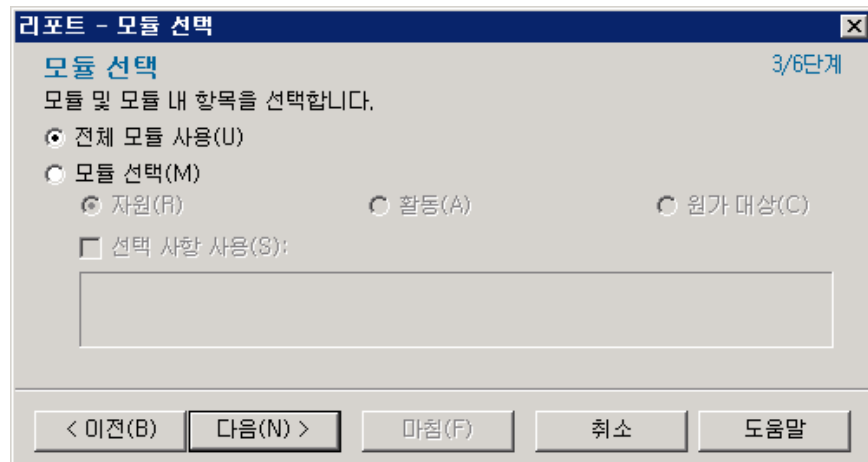 리포트 - 모듈 선택
모듈 선택 3/6단계
모듈 및 모듈 내 항목을 선택합니다.
전체 모듈 사용(U)
모듈 선택(M)
자원(R) 활동(A) 원가 대상(C)
선택 사항 사용(S):
< 이전(B) 다음(N) > 마침(F) 취소 도움말